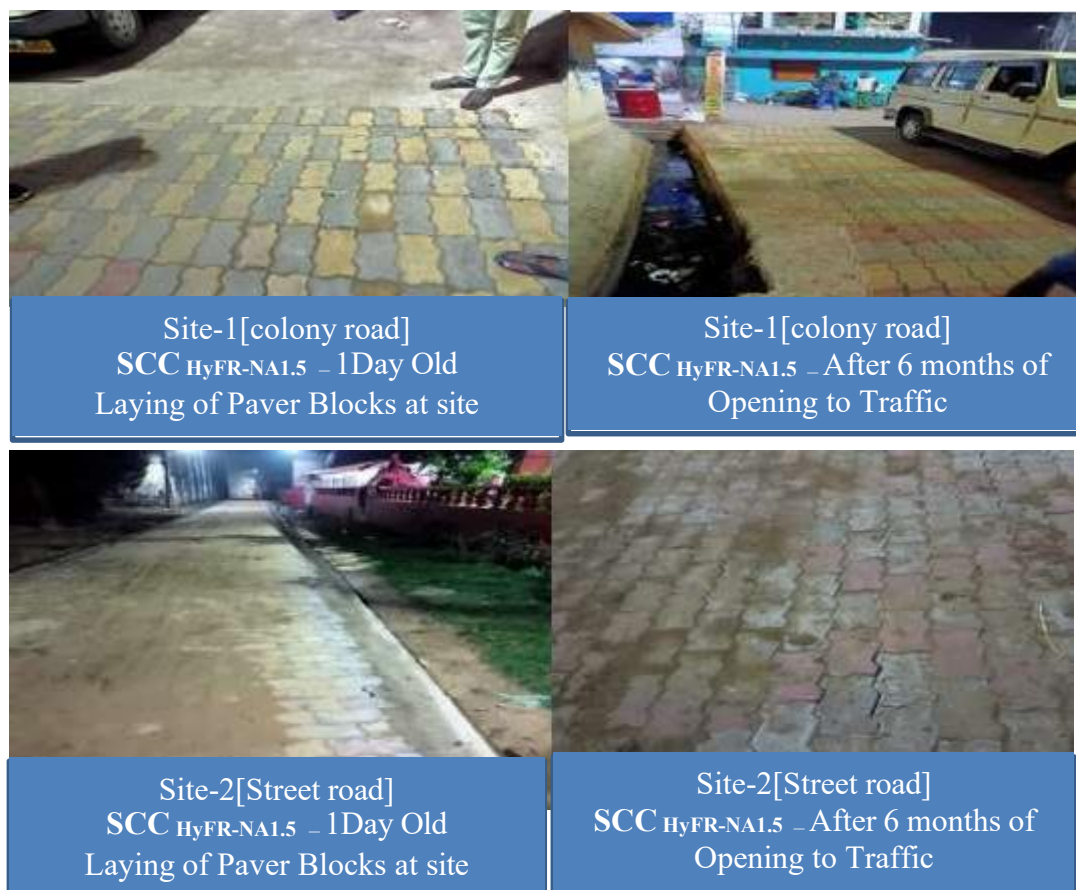 Site-1[colony road]
SCC HyFR-NA1.5 – 1Day Old
Laying of Paver Blocks at site
Site-1[colony road]
SCC HyFR-NA1.5 – After 6 months of
Opening to Traffic
Site-2[Street road]
SCC HyFR-NA1.5 – 1Day Old
Laying of Paver Blocks at site
Site-2[Street road]
SCC HyFR-NA1.5 – After 6 months of
Opening to Traffic